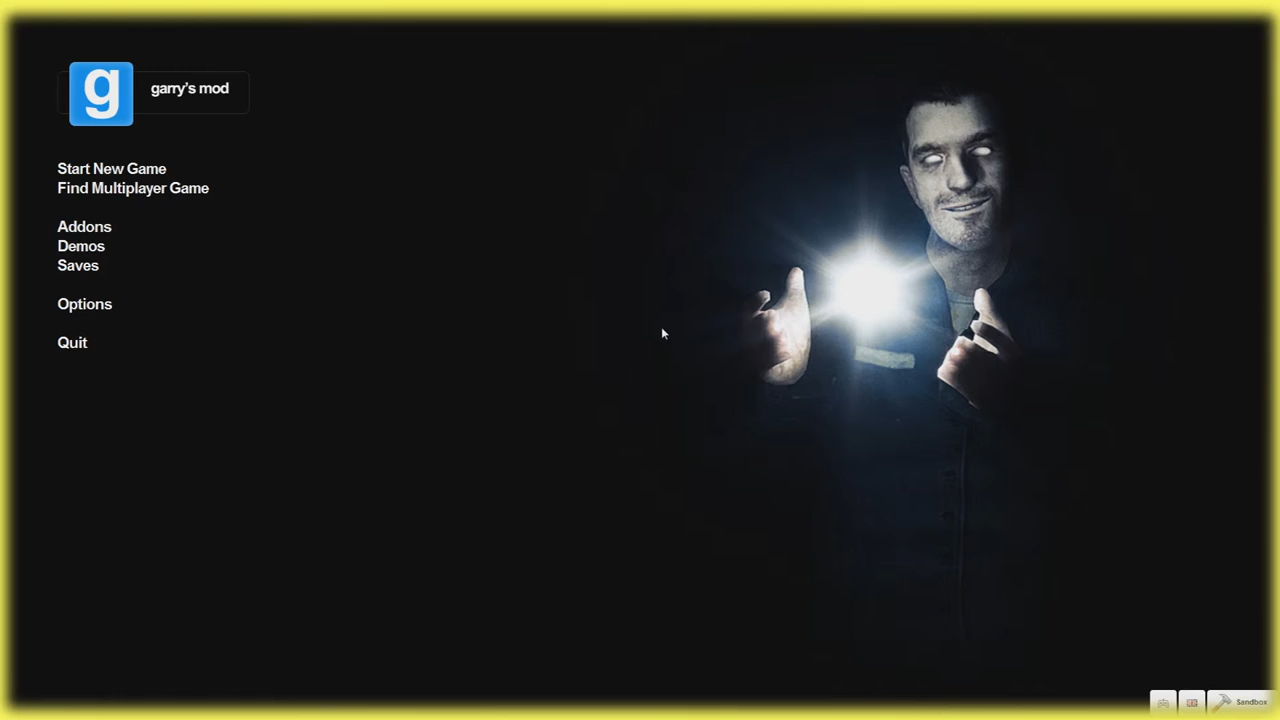 g
garry's mod
Start New Game
Find Multiplayer Game
Addons
Demos
Saves
Options
Quit
Sandbox